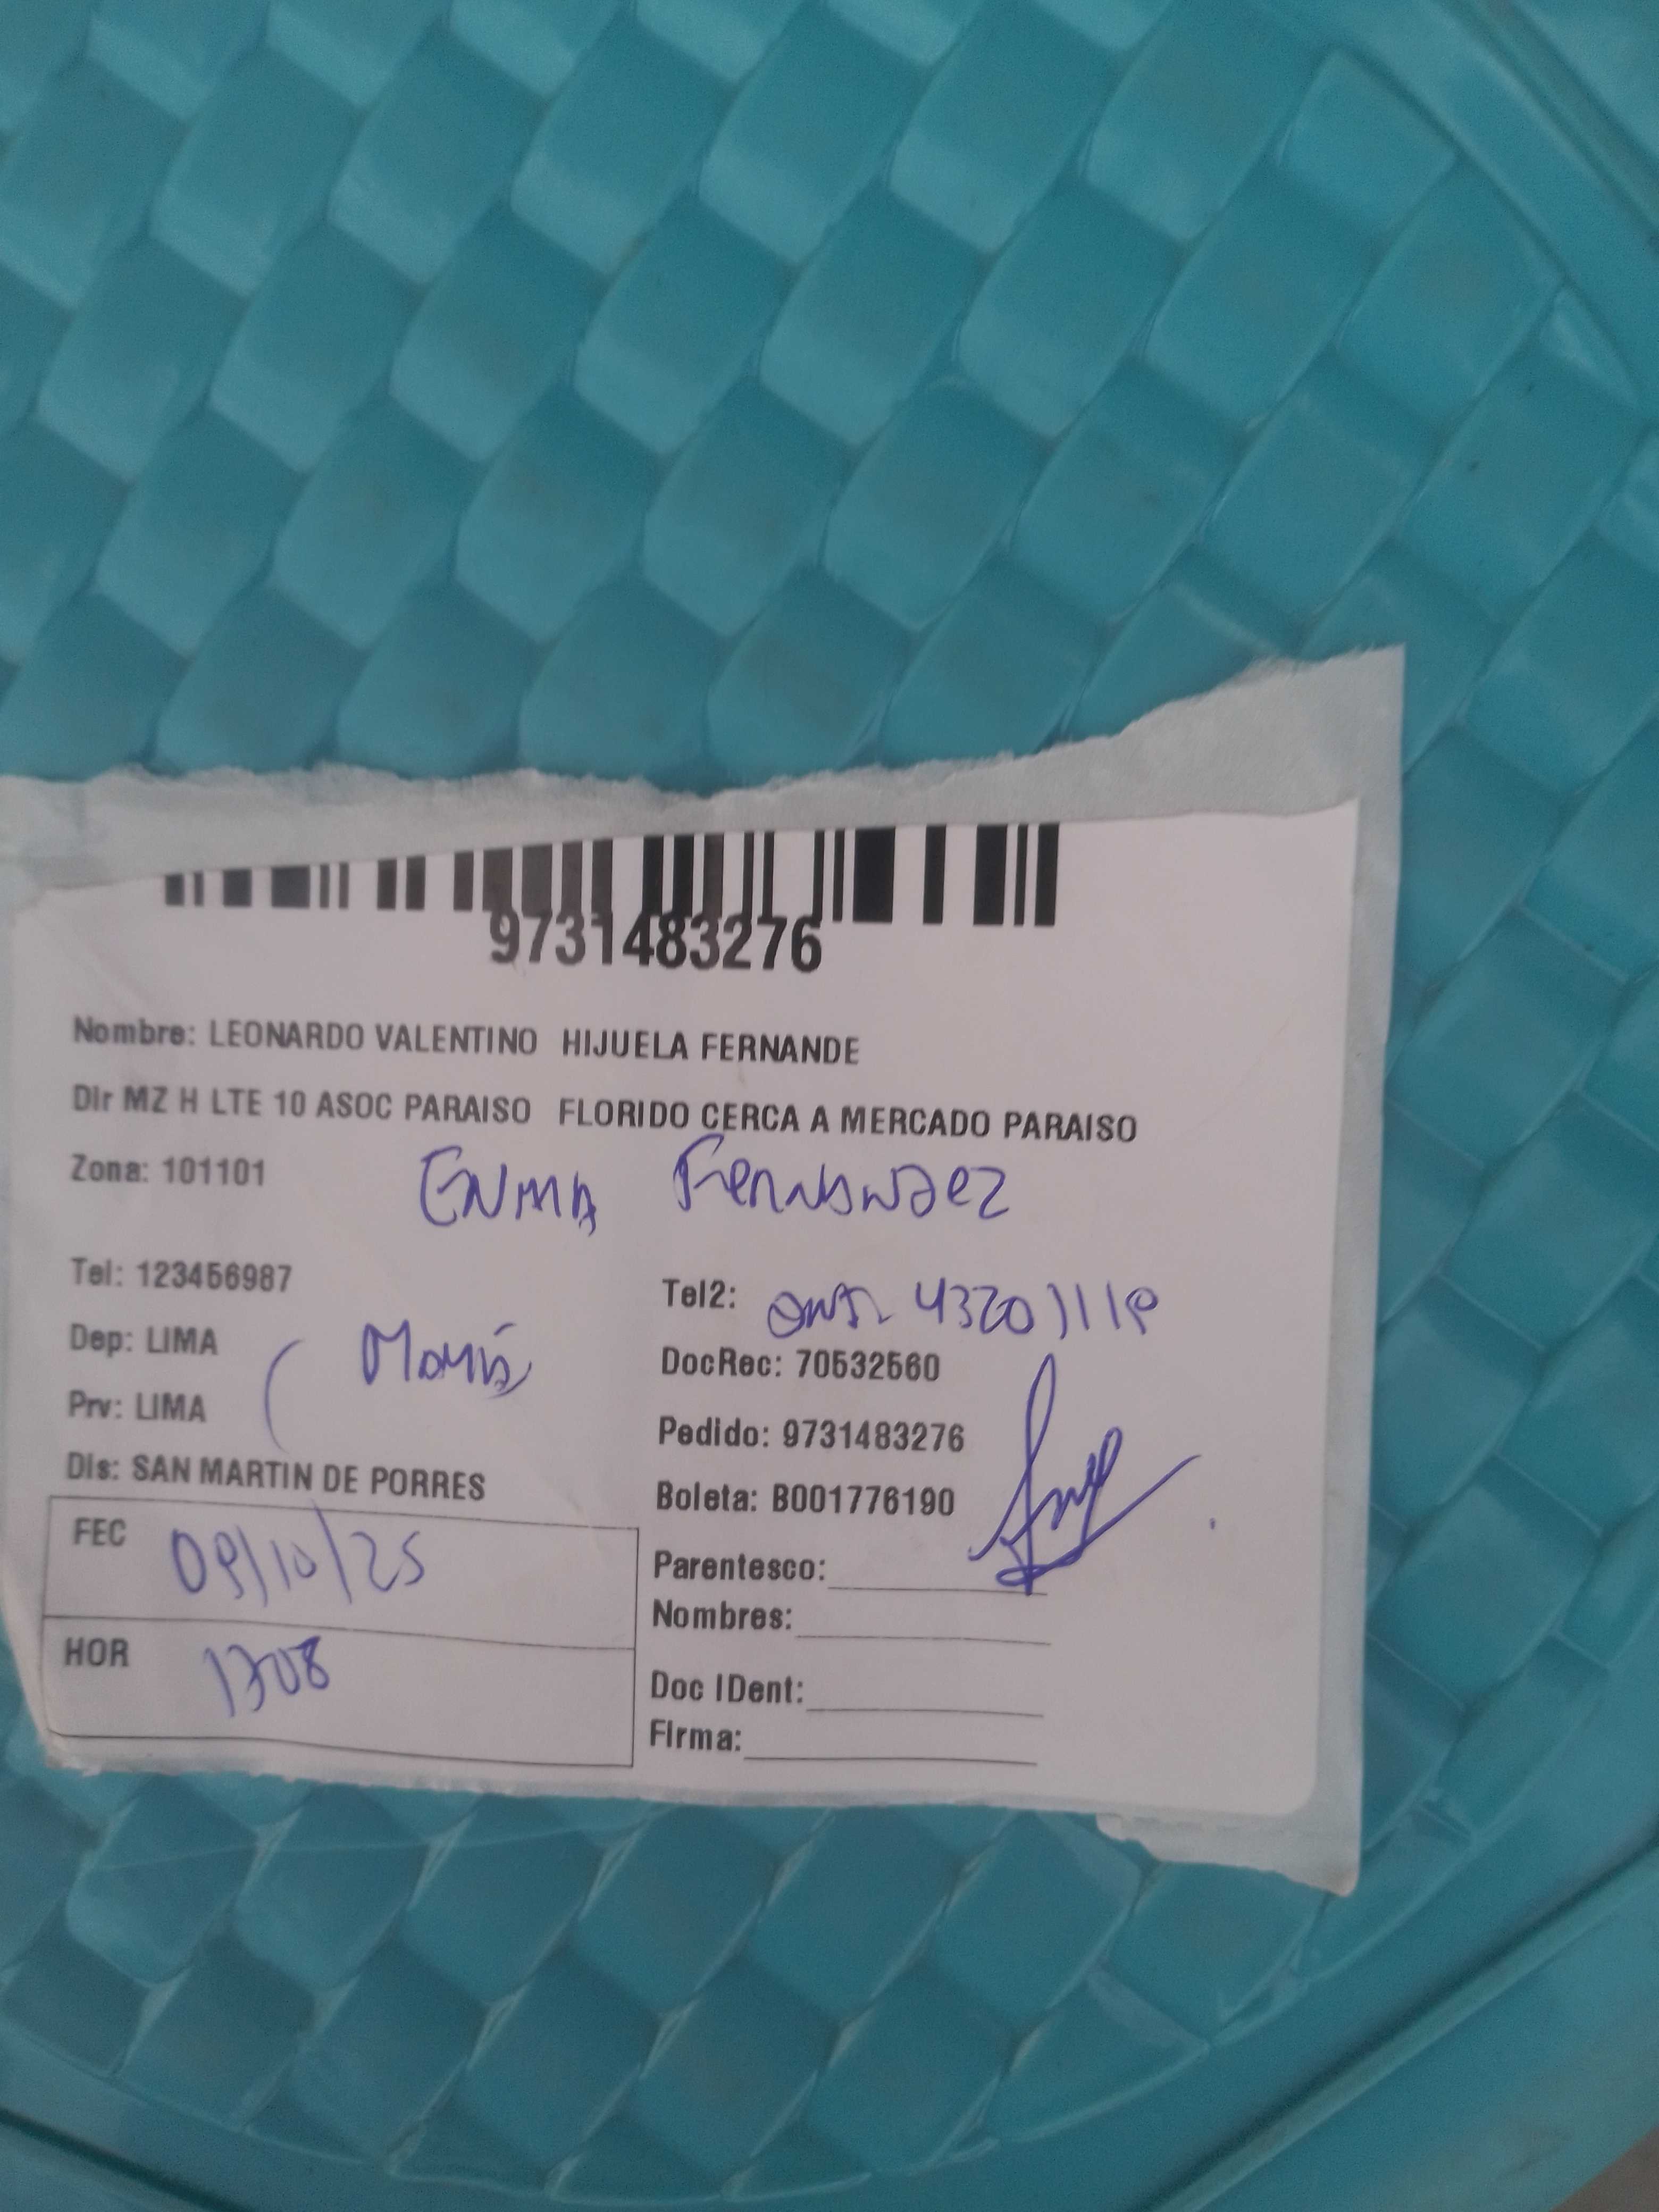 9731483276
Nombre: LEONARDO VALENTINO HIJUELA FERNANDE
Dir MZ H LTE 10 ASOC PARAISO FLORIDO CERCA A MERCADO PARAISO
Zona: 101101
Enma Fernandez
Tel: 123456987
Tel2:
Dep: LIMA
DocRec: 70532560
Prv: LIMA
Pedido: 9731483276
Dis: SAN MARTIN DE PORRES
Boleta: B001776190
FEC 09/10/25
Parentesco:
Nombres:
HOR 1308
Doc IDent:
Firma: